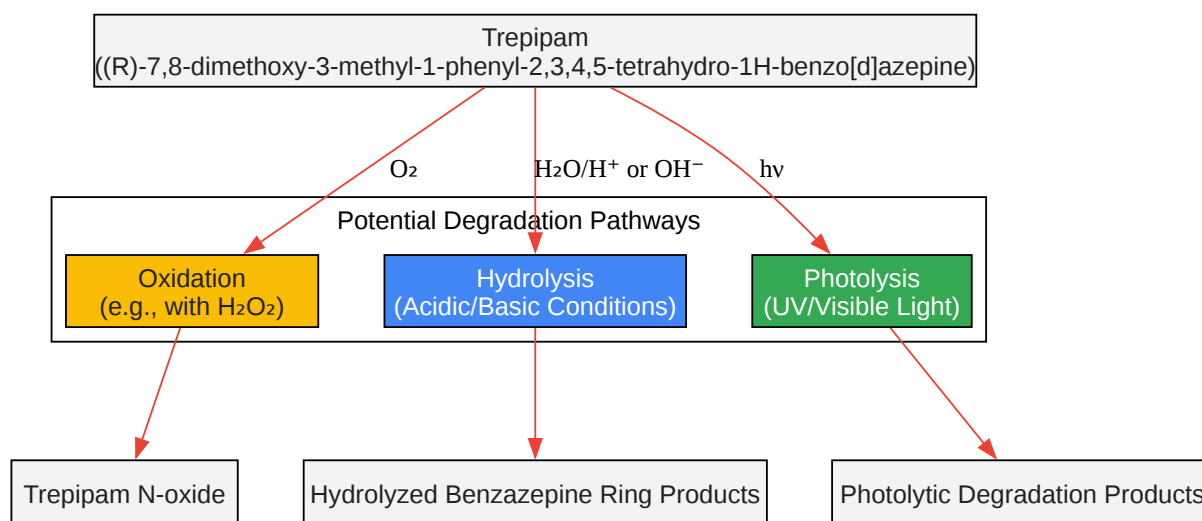 Trepipam
((R)-7,8-dimethoxy-3-methyl-1-phenyl-2,3,4,5-tetrahydro-1H-benzo[d]azepine)
O₂
H₂O/H⁺ or OH⁻
hν
Potential Degradation Pathways
Oxidation
(e.g., with H₂O₂)
Hydrolysis
(Acidic/Basic Conditions)
Photolysis
(UV/Visible Light)
Trepipam N-oxide
Hydrolyzed Benzazepine Ring Products
Photolytic Degradation Products